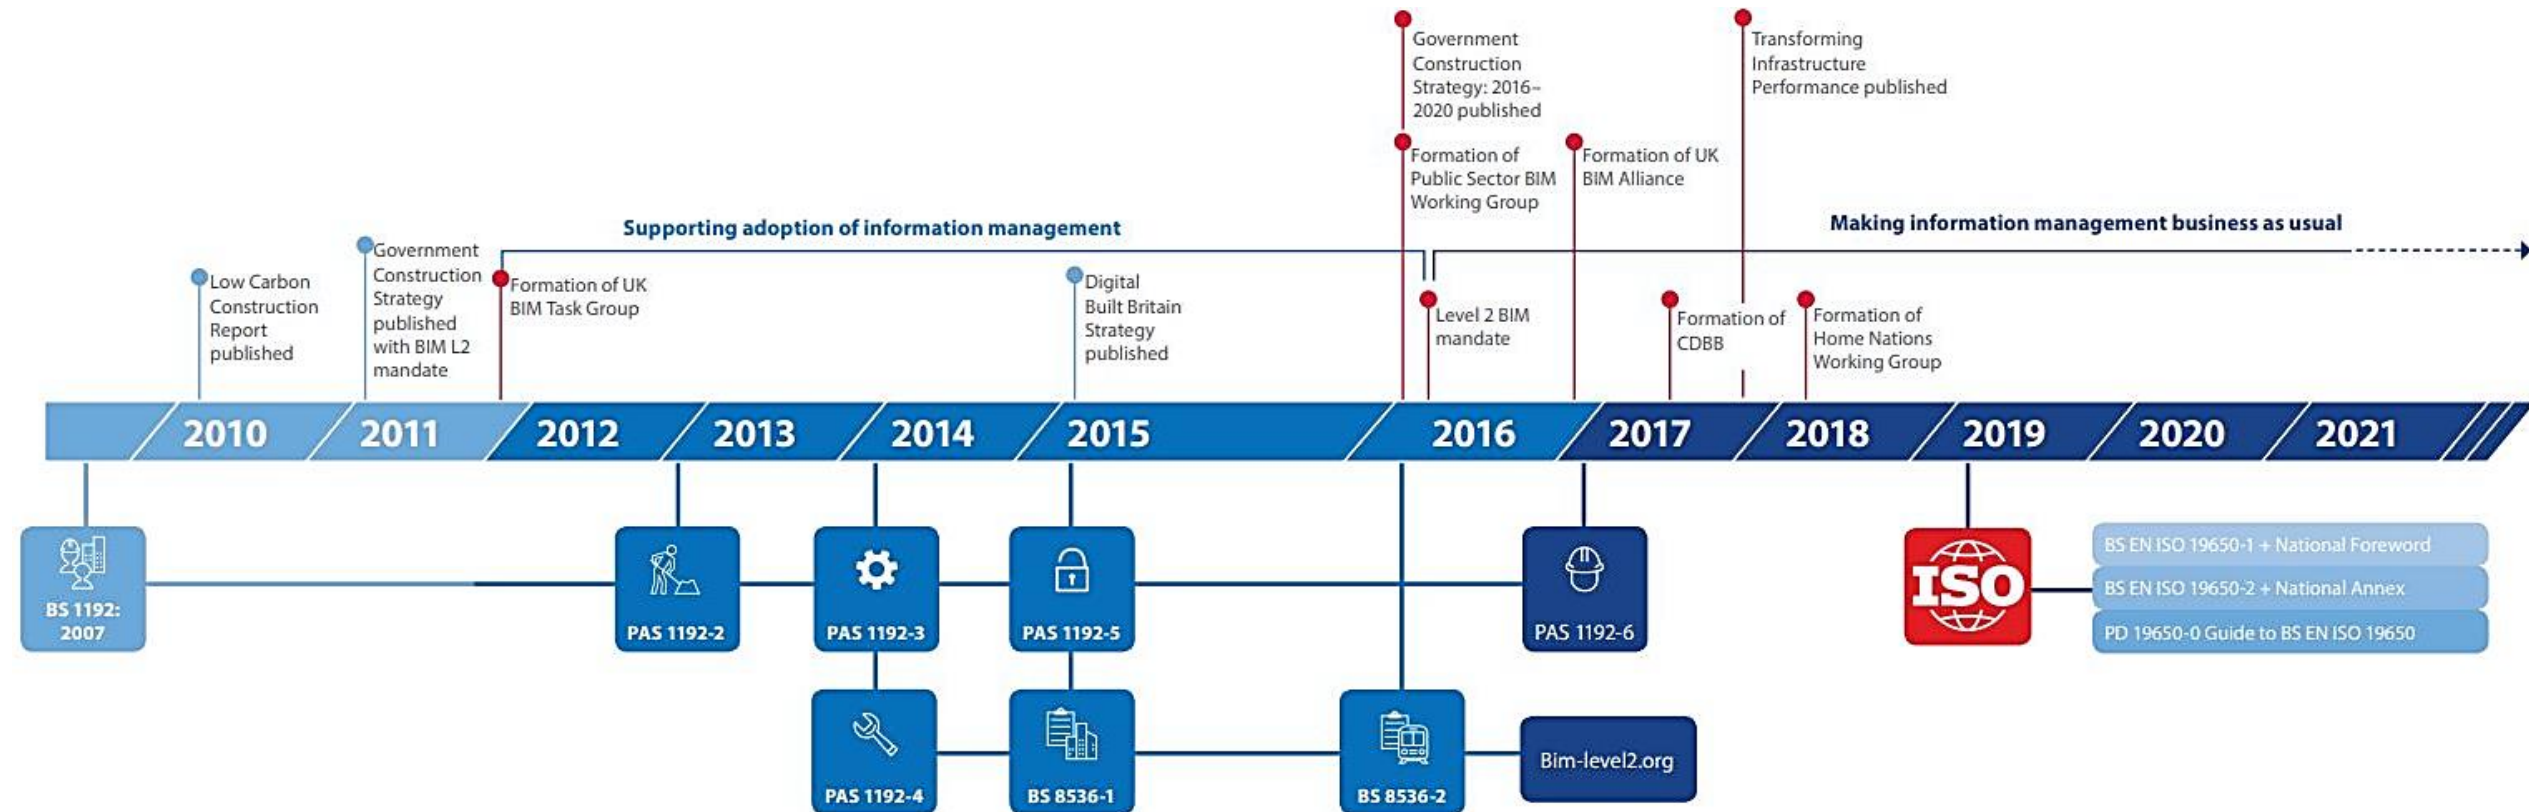 Government
Construction
Strategy: 2016–
2020 published
Transforming
Infrastructure
Performance published
Formation of
Public Sector BIM
Working Group
Formation of UK
BIM Alliance
Supporting adoption of information management
Making information management business as usual
Low Carbon
Construction
Report
published
Government
Construction
Strategy
published
with BIM L2
mandate
Formation of UK
BIM Task Group
Digital
Built Britain
Strategy
published
Level 2 BIM
mandate
Formation of
CDBB
Formation of
Home Nations
Working Group
2010
2011
2012
2013
2014
2015
2016
2017
2018
2019
2020
2021
BS 1192:
2007
PAS 1192-2
PAS 1192-3
PAS 1192-5
PAS 1192-6
ISO
BS EN ISO 19650-1 + National Foreword
BS EN ISO 19650-2 + National Annex
PD 19650-0 Guide to BS EN ISO 19650
PAS 1192-4
BS 8536-1
BS 8536-2
Bim-level2.org